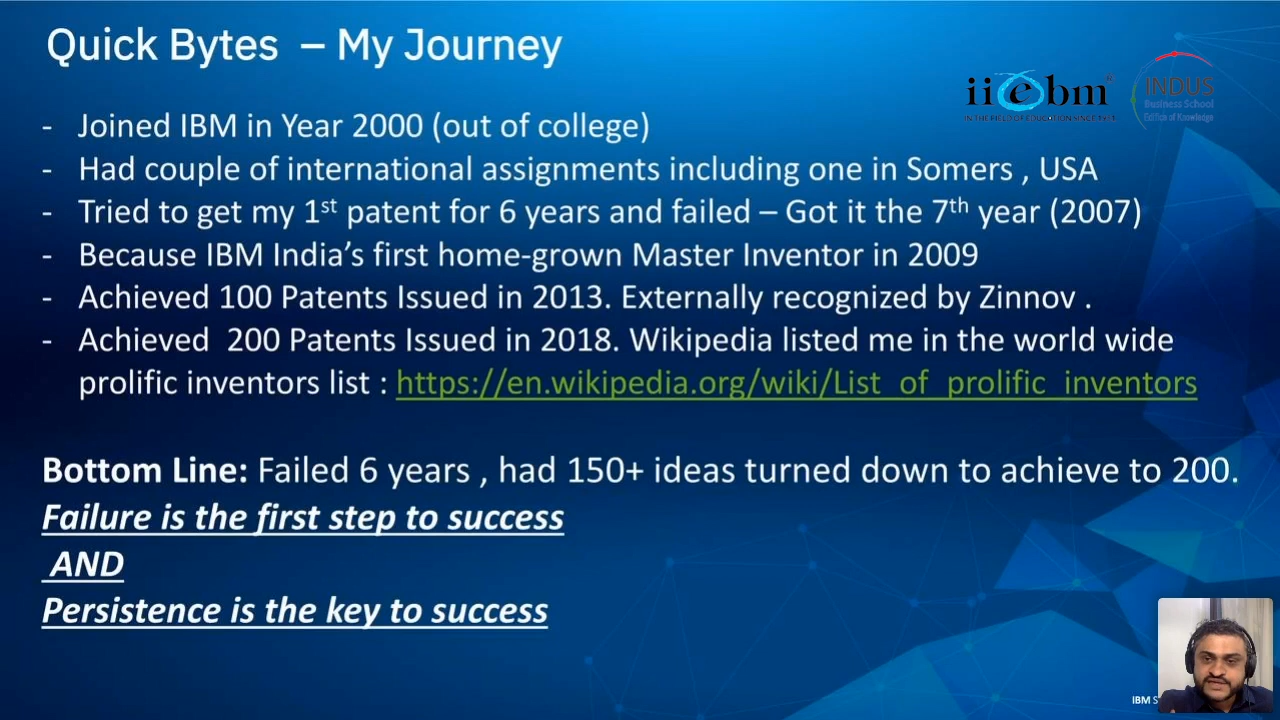 Quick Bytes – My Journey
iiebm®
IN THE FIELD OF EDUCATION SINCE
INDUS
Business School
Edifice of Knowledge
- Joined IBM in Year 2000 (out of college)
- Had couple of international assignments including one in Somers , USA
- Tried to get my 1st patent for 6 years and failed – Got it the 7th year (2007)
- Because IBM India’s first home-grown Master Inventor in 2009
- Achieved 100 Patents Issued in 2013. Externally recognized by Zinnov .
- Achieved 200 Patents Issued in 2018. Wikipedia listed me in the world wide
prolific inventors list : https://en.wikipedia.org/wiki/List_of_prolific_inventors
Bottom Line: Failed 6 years , had 150+ ideas turned down to achieve to 200.
Failure is the first step to success
AND
Persistence is the key to success
IBM